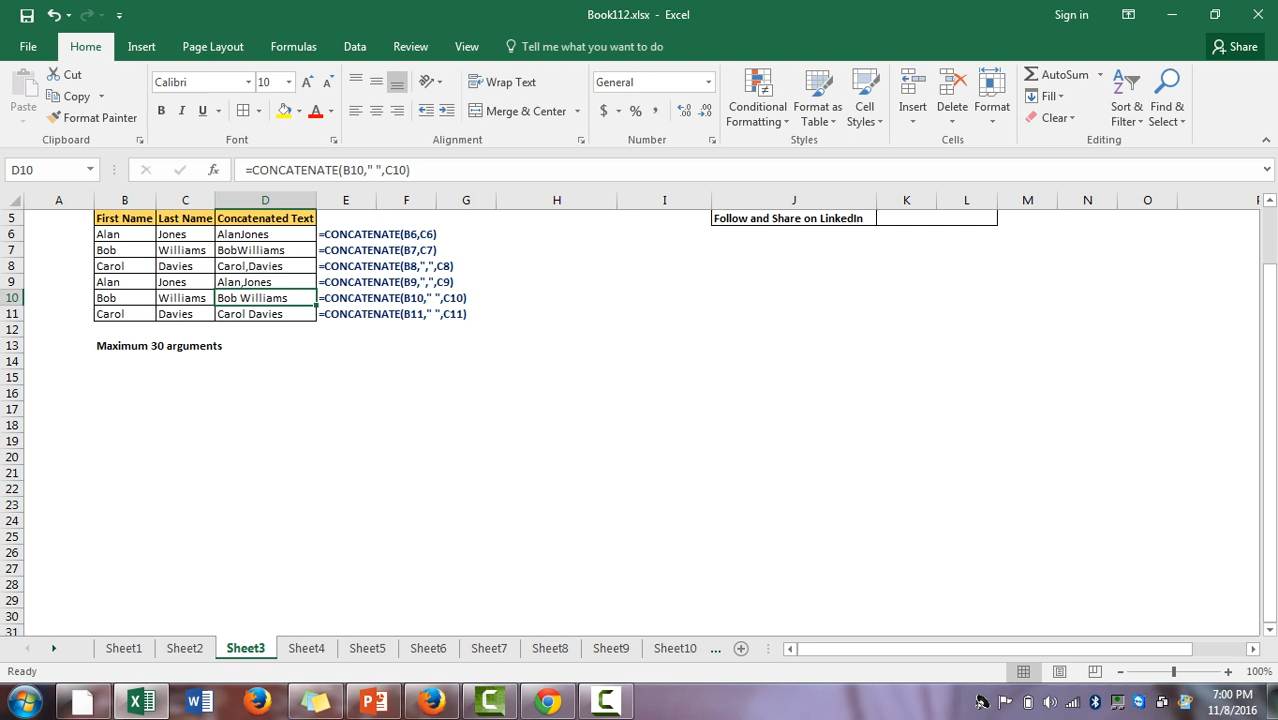 Book112.xlsx - Excel
Sign in
File Home Insert Page Layout Formulas Data Review View Tell me what you want to do Share
Paste
Cut
Copy
Format Painter
Clipboard
Calibri 10
B I U
Font
Wrap Text
Merge & Center
Alignment
General
$ % ,
Number
Conditional Formatting
Format as Table
Cell Styles
Styles
Insert Delete Format
Cells
AutoSum
Fill
Clear
Sort & Filter
Find & Select
Editing
D10 fx =CONCATENATE(B10," ",C10)
A B C D E F G H I J K L M N O
5 First Name Last Name Concatenated Text Follow and Share on LinkedIn
6 Alan Jones AlanJones =CONCATENATE(B6,C6)
7 Bob Williams BobWilliams =CONCATENATE(B7,C7)
8 Carol Davies Carol,Davies =CONCATENATE(B8,",",C8)
9 Alan Jones Alan,Jones =CONCATENATE(B9,",",C9)
10 Bob Williams Bob Williams =CONCATENATE(B10," ",C10)
11 Carol Davies Carol Davies =CONCATENATE(B11," ",C11)
12
13 Maximum 30 arguments
14
15
16
17
18
19
20
21
22
23
24
25
26
27
28
29
30
31
Sheet1 Sheet2 Sheet3 Sheet4 Sheet5 Sheet6 Sheet7 Sheet8 Sheet9 Sheet10 ...
Ready 100%
7:00 PM
11/8/2016